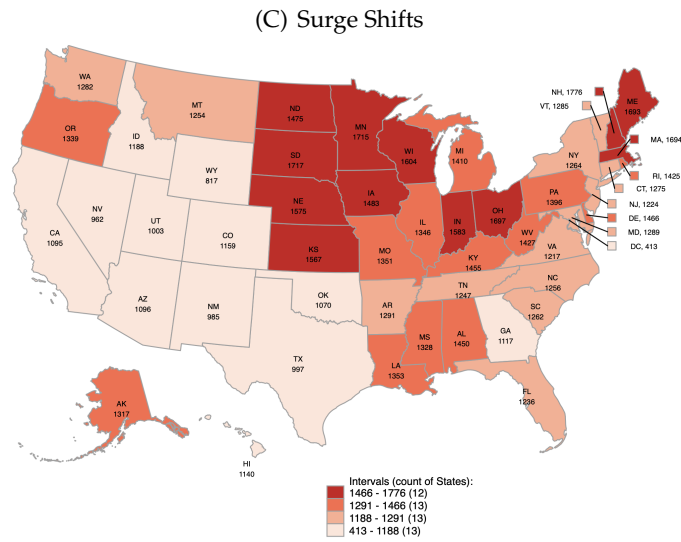 (C) Surge Shifts
WA
1282
MT
1254
ND
1475
MN
1715
NH, 1776
VT, 1285
ME
1693
OR
1339
ID
1188
SD
1717
WI
1604
MI
1410
NY
1264
MA, 1694
WY
817
RI, 1425
CT, 1275
NE
1575
IA
1483
PA
1396
NJ, 1224
NV
962
UT
1003
IL
1346
IN
1583
OH
1697
DE, 1466
MD, 1289
CA
1095
CO
1159
KS
1567
MO
1351
WV
1427
VA
1217
DC, 413
KY
1455
AZ
1096
NM
985
OK
1070
AR
1291
TN
1247
NC
1256
SC
1262
TX
997
MS
1328
AL
1450
GA
1117
LA
1353
FL
1236
AK
1317
HI
1140
Intervals (count of States):
1466 - 1776 (12)
1291 - 1466 (13)
1188 - 1291 (13)
413 - 1188 (13)